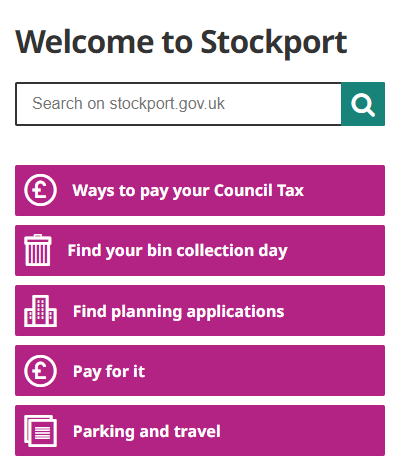 Welcome to Stockport
Search on stockport.gov.uk
£ Ways to pay your Council Tax
Find your bin collection day
Find planning applications
£ Pay for it
Parking and travel